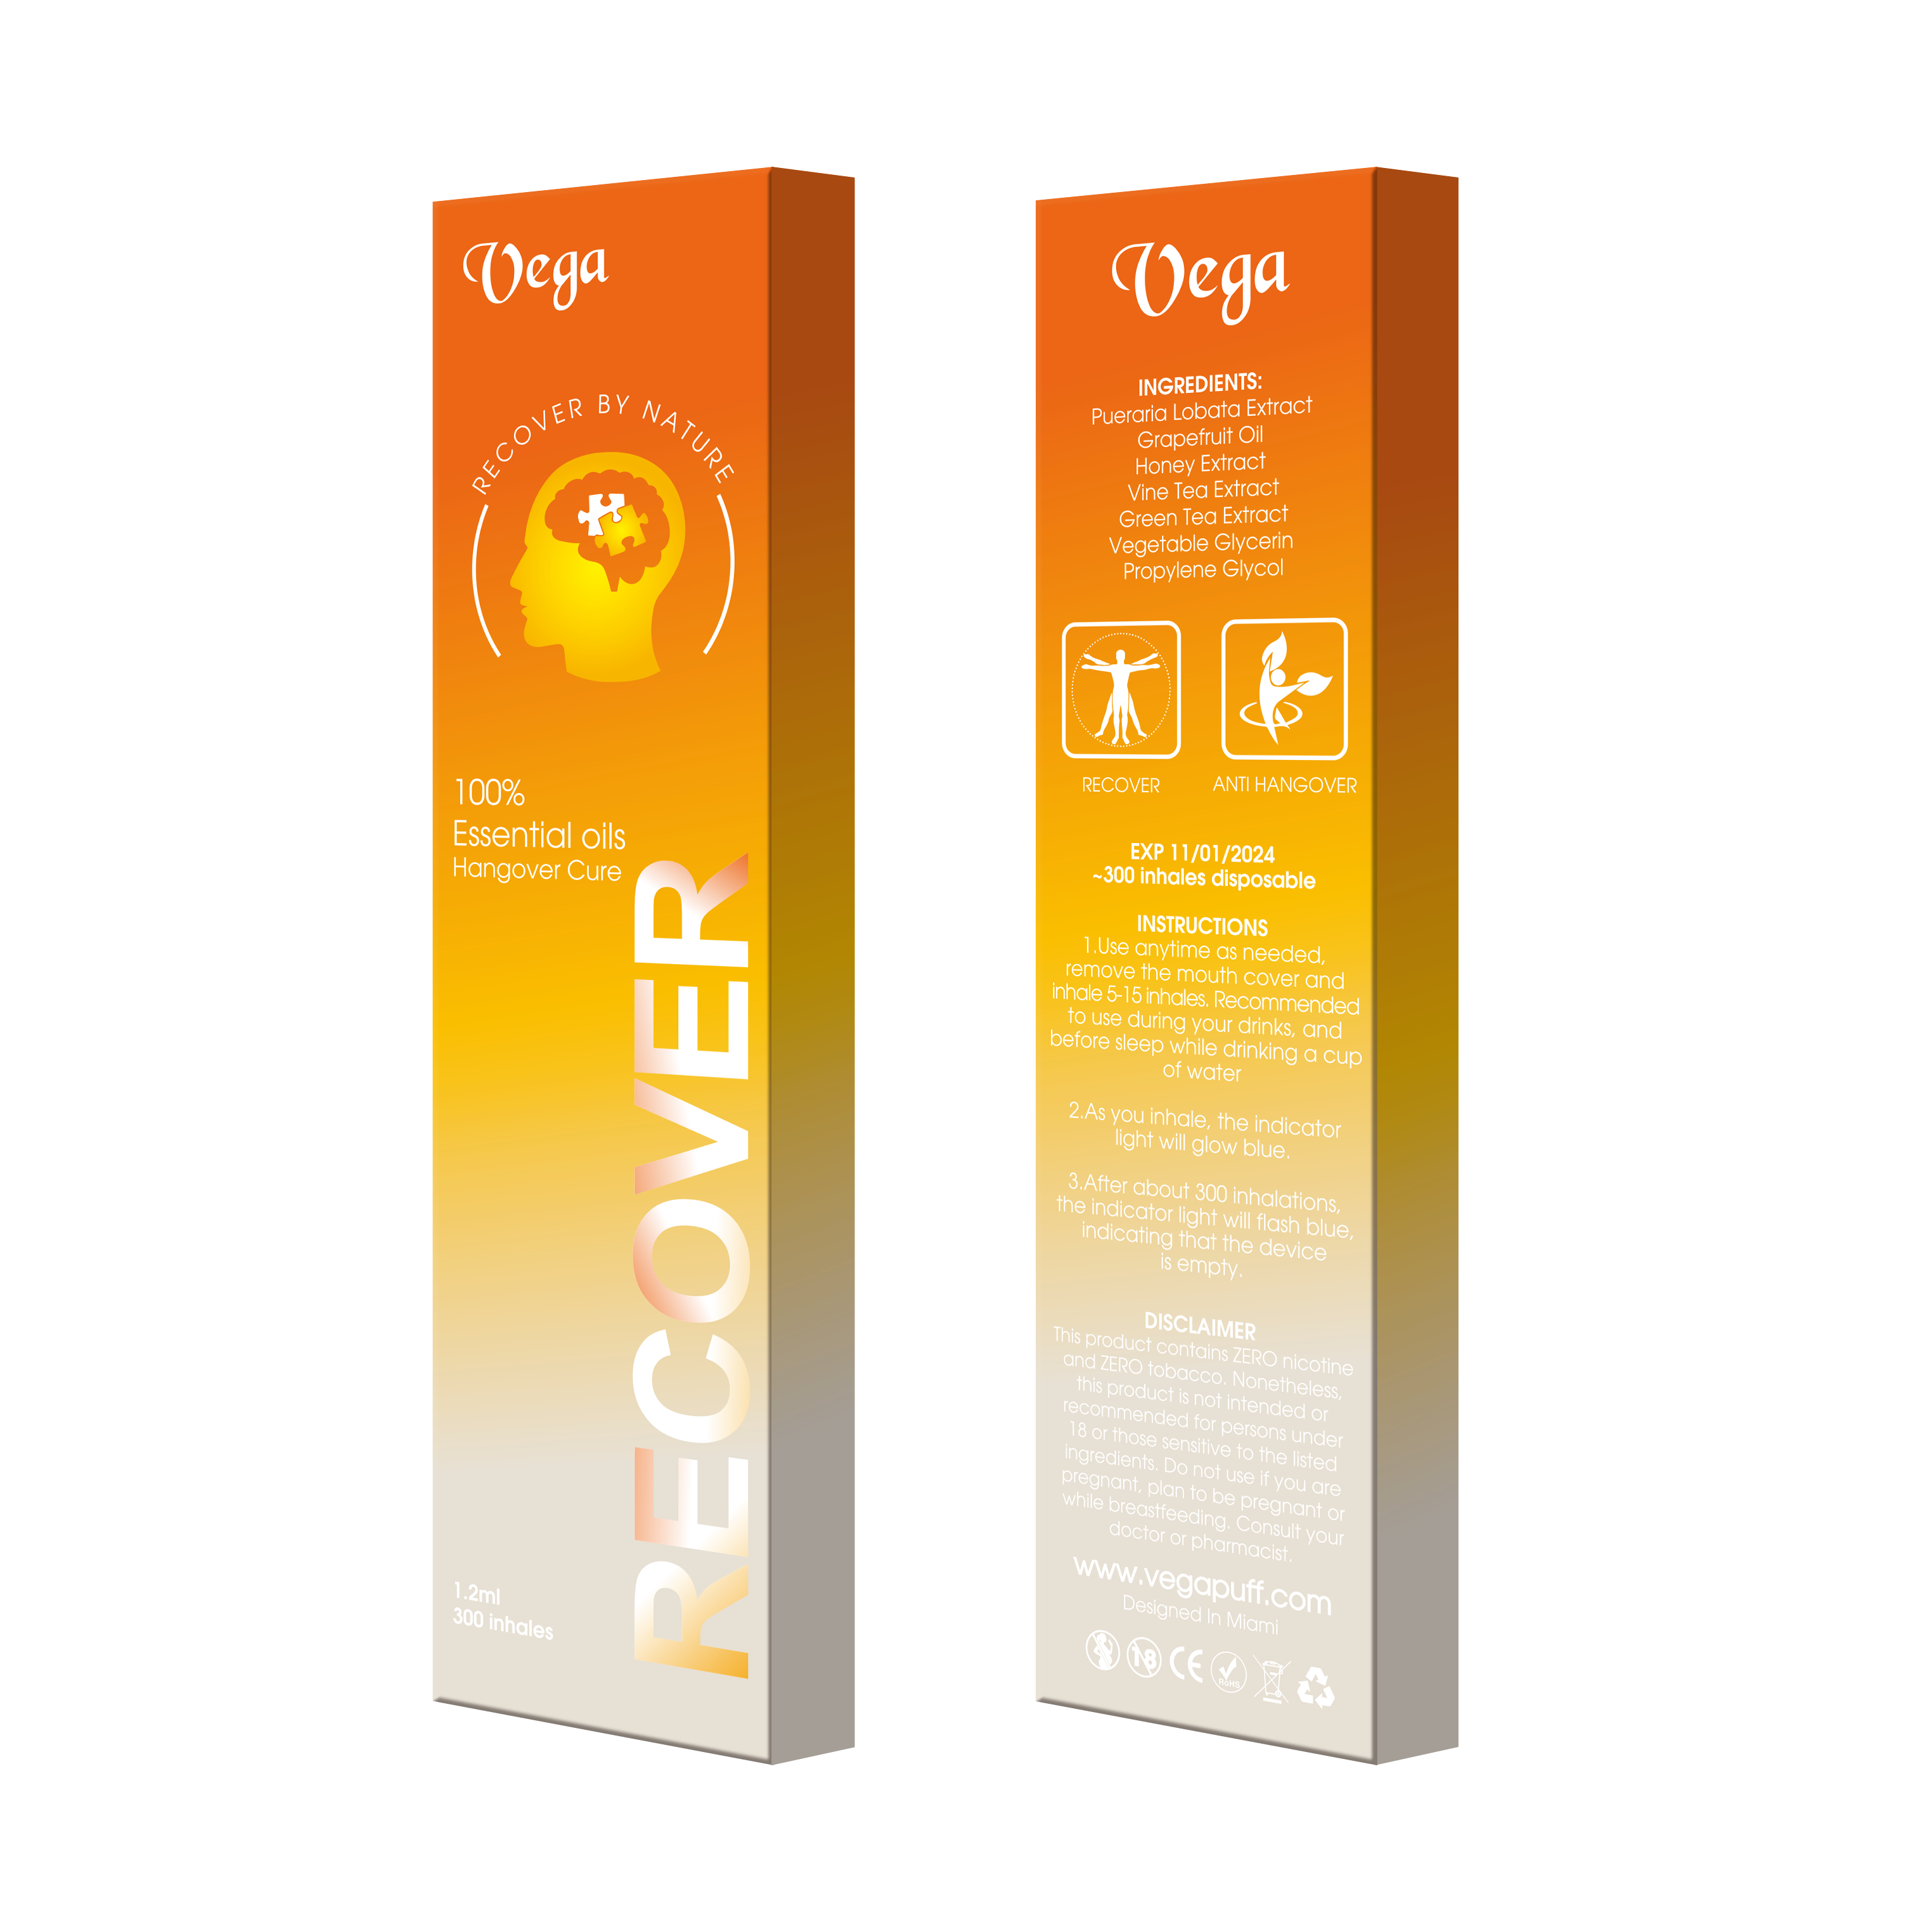 Vega
RECOVER BY NATURE
100%
Essential oils
Hangover Cure
RECOVER
1.2ml
300 inhales
Vega
INGREDIENTS:
Pueraria Lobata Extract
Grapefruit Oil
Honey Extract
Vine Tea Extract
Green Tea Extract
Vegetable Glycerin
Propylene Glycol
RECOVER
ANTI HANGOVER
EXP 11/01/2024
~300 inhales disposable
INSTRUCTIONS
1.Use anytime as needed,
remove the mouth cover and
inhale 5-15 inhales. Recommended
to use during your drinks, and
before sleep while drinking a cup
of water
2.As you inhale, the indicator
light will glow blue.
3.After about 300 inhalations,
the indicator light will flash blue,
indicating that the device
is empty.
DISCLAIMER
This product contains ZERO nicotine
and ZERO tobacco. Nonetheless,
this product is not intended or
recommended for persons under
18 or those sensitive to the listed
ingredients. Do not use if you are
pregnant, plan to be pregnant or
while breastfeeding. Consult your
doctor or pharmacist.
www.vegapuff.com
Designed In Miami
18 CE RoHS